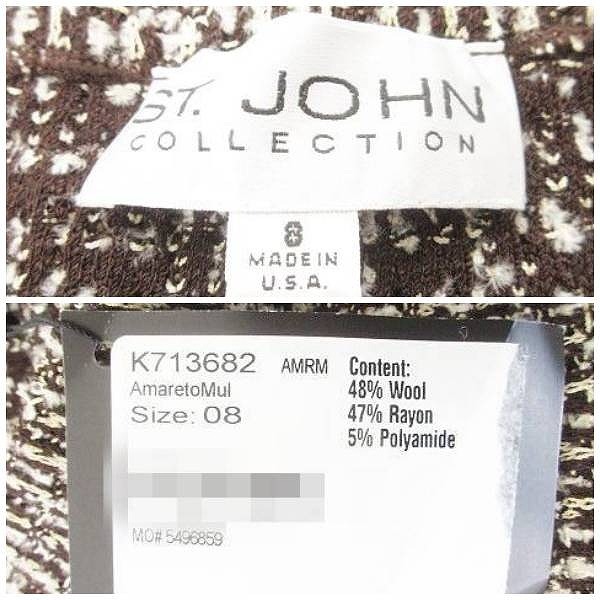 ST. JOHN
COLLECTION
8
MADE IN
U.S.A.
K713682 AMRM
AmaretoMul
Size: 08
Content:
48% Wool
47% Rayon
5% Polyamide
MO# 5496859